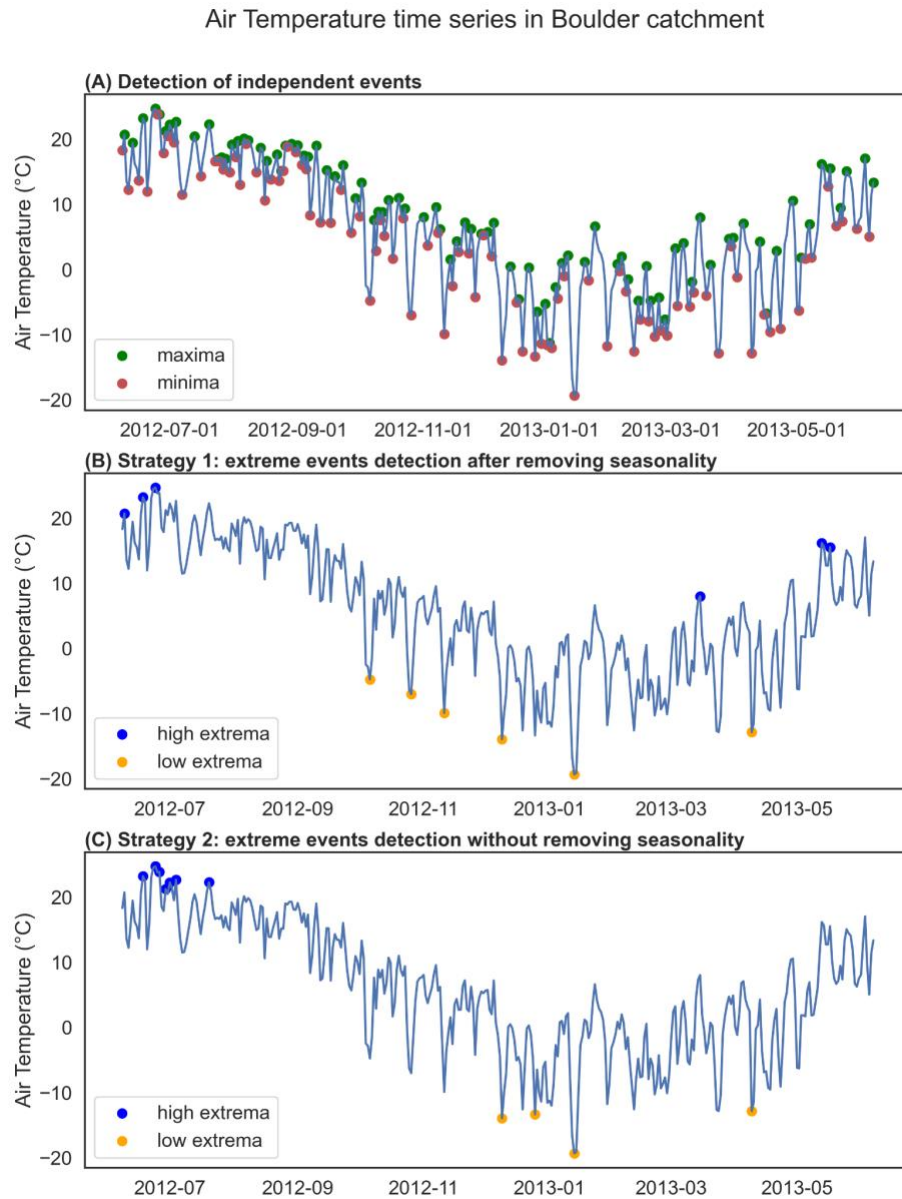 Air Temperature time series in Boulder catchment
(A) Detection of independent events
Air Temperature (°C)
20
10
0
−10
−20
maxima
minima
2012-07-01 2012-09-01 2012-11-01 2013-01-01 2013-03-01 2013-05-01
(B) Strategy 1: extreme events detection after removing seasonality
Air Temperature (°C)
20
10
0
−10
−20
high extrema
low extrema
2012-07 2012-09 2012-11 2013-01 2013-03 2013-05
(C) Strategy 2: extreme events detection without removing seasonality
Air Temperature (°C)
20
10
0
−10
−20
high extrema
low extrema
2012-07 2012-09 2012-11 2013-01 2013-03 2013-05